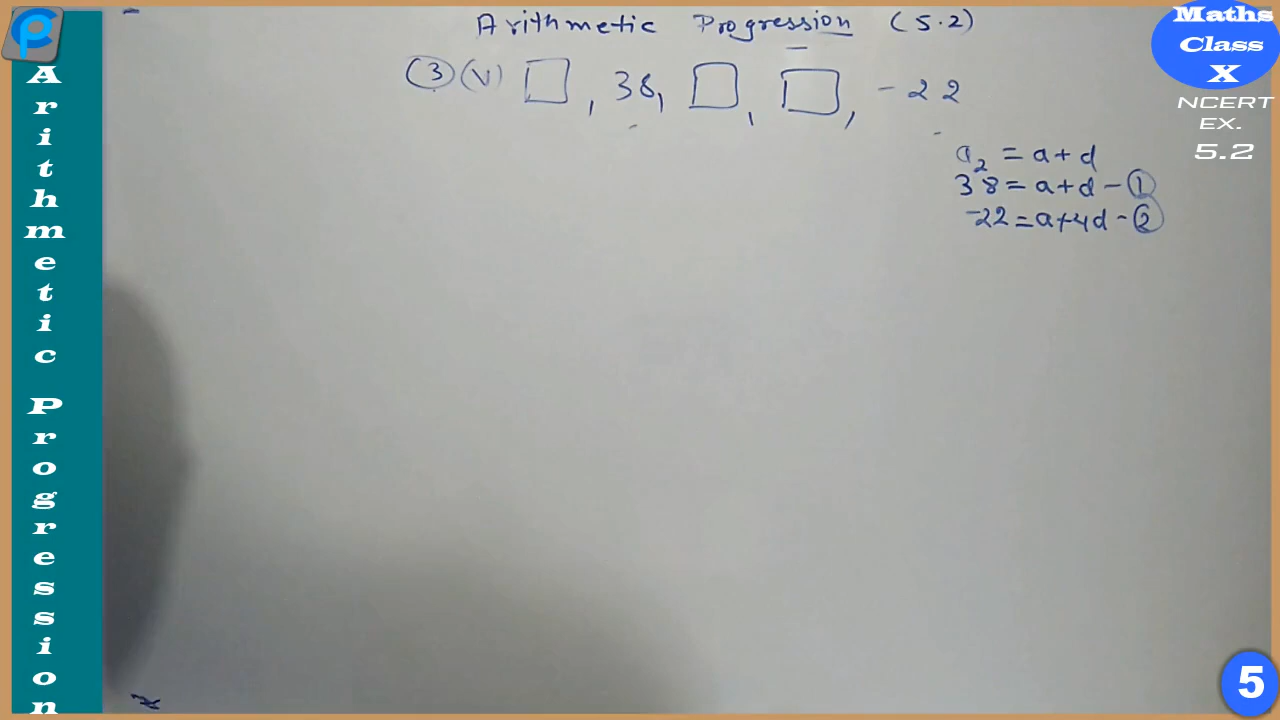 Arithmetic Progression (5.2)
(3) (v) □, 38, □, □, -22
a2 = a+d
38 = a+d - 1
-22 = a+4d - 2
Arithmetic Progression
Maths
Class
X
NCERT
EX.
5.2
5